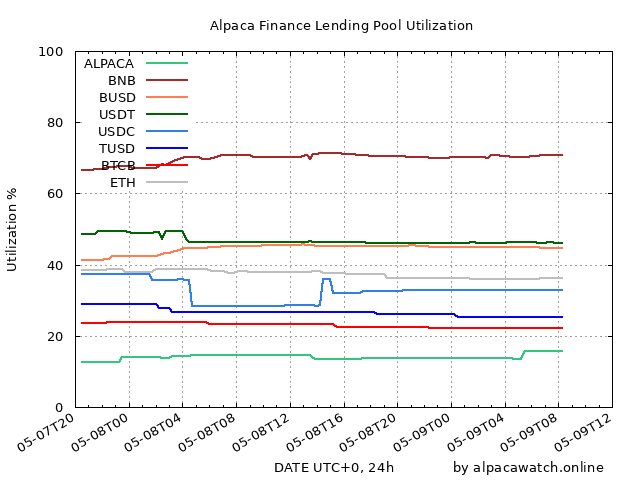 Alpaca Finance Lending Pool Utilization
100
80
60
40
20
0
Utilization %
ALPACA
BNB
BUSD
USDT
USDC
TUSD
BTCB
ETH
05-07T20
05-08T00
05-08T04
05-08T08
05-08T12
05-08T16
05-08T20
05-09T00
05-09T04
05-09T08
05-09T12
DATE UTC+0, 24h
by alpacawatch.online